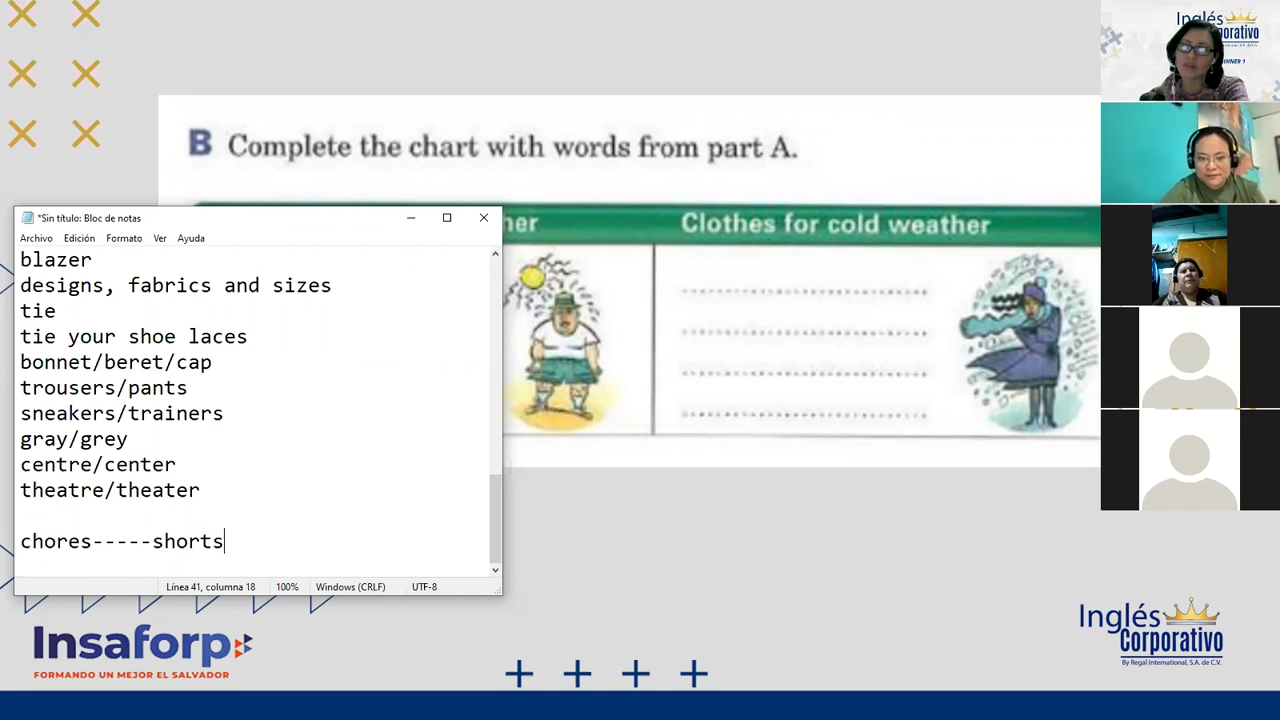 Inglés
Corporativo
B Complete the chart with words from part A.
*Sin título: Bloc de notas
Archivo Edición Formato Ver Ayuda
her
Clothes for cold weather
blazer
designs, fabrics and sizes
tie
tie your shoe laces
bonnet/beret/cap
trousers/pants
sneakers/trainers
gray/grey
centre/center
theatre/theater
chores-----shorts
Línea 41, columna 18 100% Windows (CRLF) UTF-8
Insaforp
FORMANDO UN MEJOR EL SALVADOR
Inglés
Corporativo
By Regal International, S.A. de C.V.